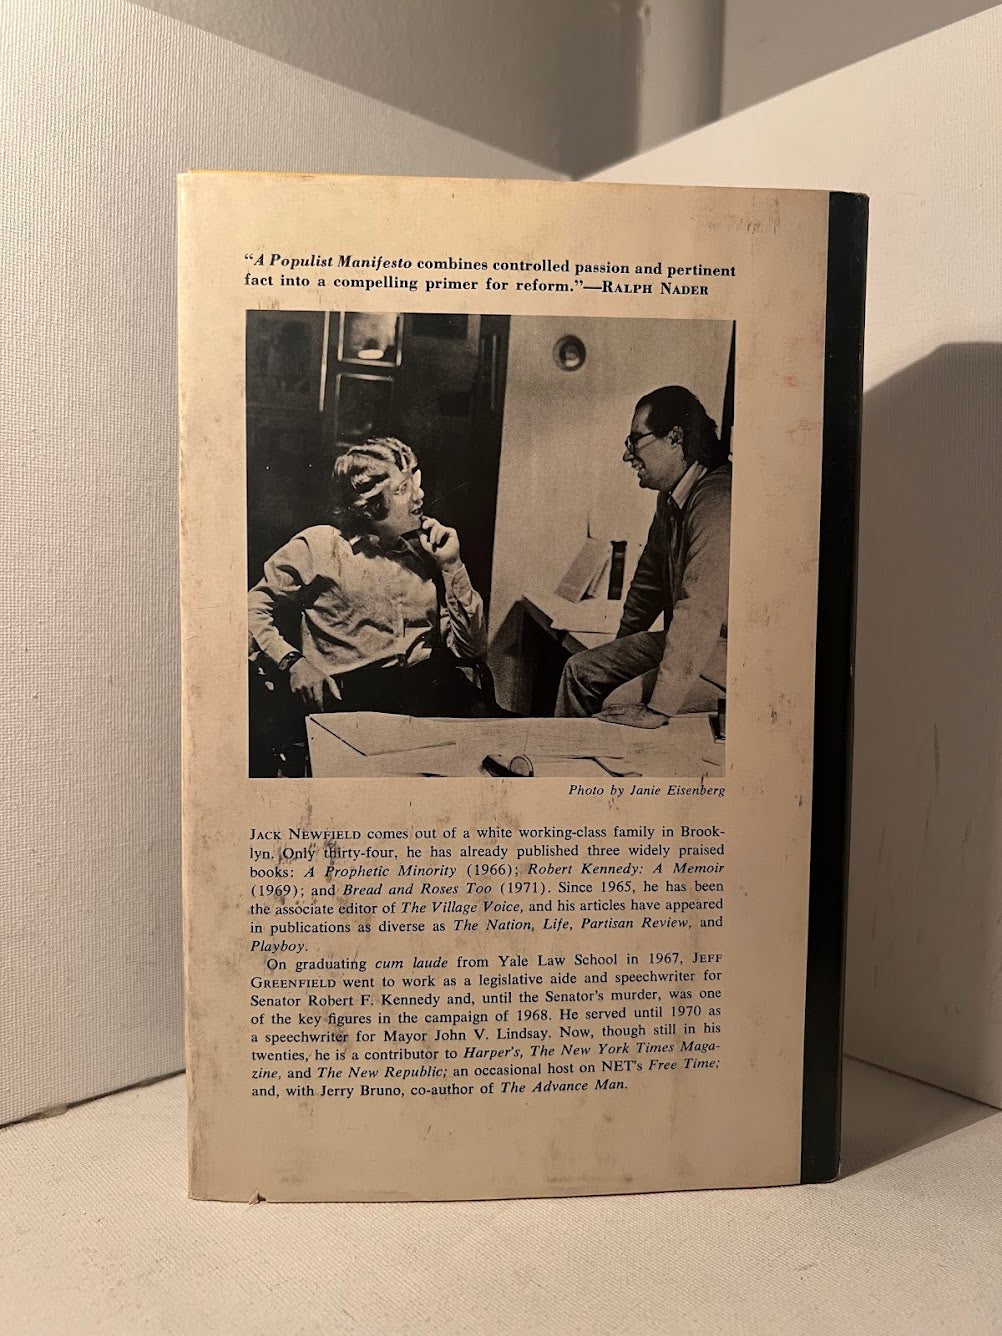 “A Populist Manifesto combines controlled passion and pertinent
fact into a compelling primer for reform.”—RALPH NADER
Photo by Janie Eisenberg
JACK NEWFIELD comes out of a white working-class family in Brook-
lyn. Only thirty-four, he has already published three widely praised
books: A Prophetic Minority (1966); Robert Kennedy: A Memoir
(1969); and Bread and Roses Too (1971). Since 1965, he has been
the associate editor of The Village Voice, and his articles have appeared
in publications as diverse as The Nation, Life, Partisan Review, and
Playboy.
On graduating cum laude from Yale Law School in 1967, JEFF
GREENFIELD went to work as a legislative aide and speechwriter for
Senator Robert F. Kennedy and, until the Senator’s murder, was one
of the key figures in the campaign of 1968. He served until 1970 as
a speechwriter for Mayor John V. Lindsay. Now, though still in his
twenties, he is a contributor to Harper’s, The New York Times Maga-
zine, and The New Republic; an occasional host on NET’s Free Time;
and, with Jerry Bruno, co-author of The Advance Man.